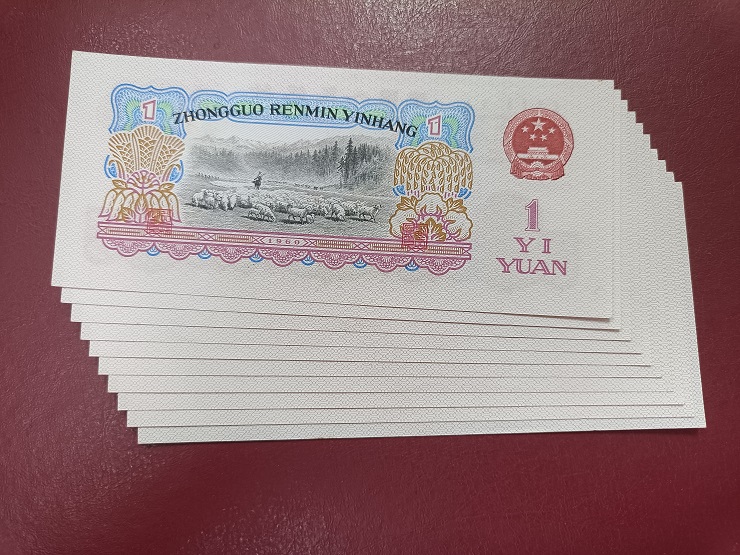 1
ZHONGGUO RENMIN YINHANG
1
1960
1
YI
YUAN